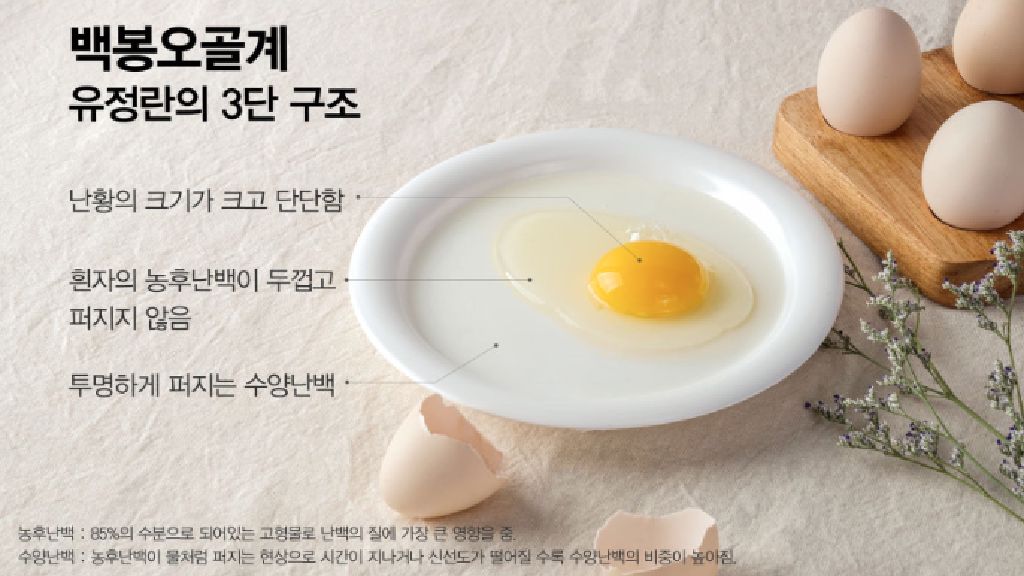 백봉오골계
유정란의 3단 구조
난황의 크기가 크고 단단함
흰자의 농후난백이 두껍고
퍼지지 않음
투명하게 퍼지는 수양난백
농후난백 : 85%의 수분으로 되어있는 고형물로 난백의 질에 가장 큰 영향을 줌.
수양난백 : 농후난백이 물처럼 퍼지는 현상으로 시간이 지나거나 신선도가 떨어질 수록 수양난백의 비중이 높아짐.